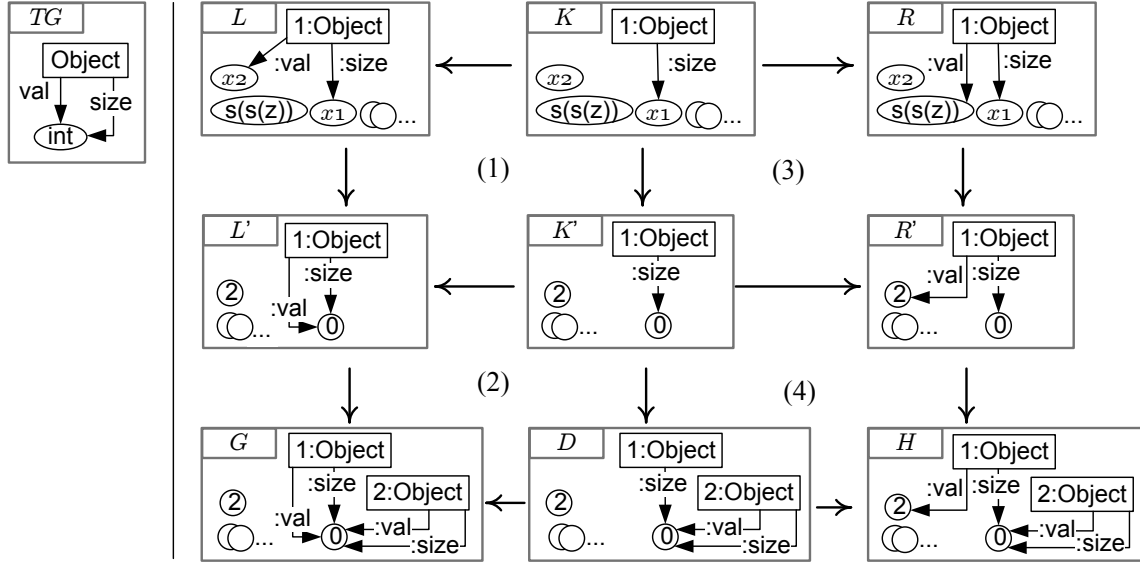 TG
Object
val
size
int
L
1:Object
:val
:size
x2
s(s(z))
x1
...
K
1:Object
:size
x2
s(s(z))
x1
...
R
1:Object
:val
:size
x2
s(s(z))
x1
...
(1)
(3)
L'
1:Object
:size
2
:val
0
...
K'
1:Object
:size
2
0
...
R'
1:Object
:val
:size
2
0
...
(2)
(4)
G
1:Object
:size
2:Object
2
:val
:val
0
...
:size
D
1:Object
:size
2:Object
2
:val
0
...
:size
H
1:Object
:val
:size
2:Object
2
:val
0
...
:size